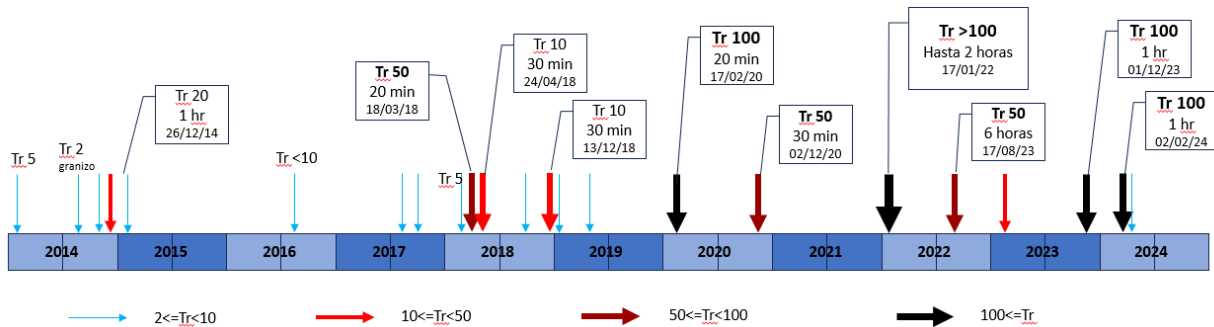 Tr 5
Tr 2
granizo
Tr 20
1 hr
26/12/14
Tr <10
Tr 50
20 min
18/03/18
Tr 5
Tr 10
30 min
24/04/18
Tr 10
30 min
13/12/18
Tr 100
20 min
17/02/20
Tr 50
30 min
02/12/20
Tr >100
Hasta 2 horas
17/01/22
Tr 50
6 horas
17/08/23
Tr 100
1 hr
01/12/23
Tr 100
1 hr
02/02/24
2014 2015 2016 2017 2018 2019 2020 2021 2022 2023 2024
2<=Tr<10 10<=Tr<50 50<=Tr<100 100<=Tr